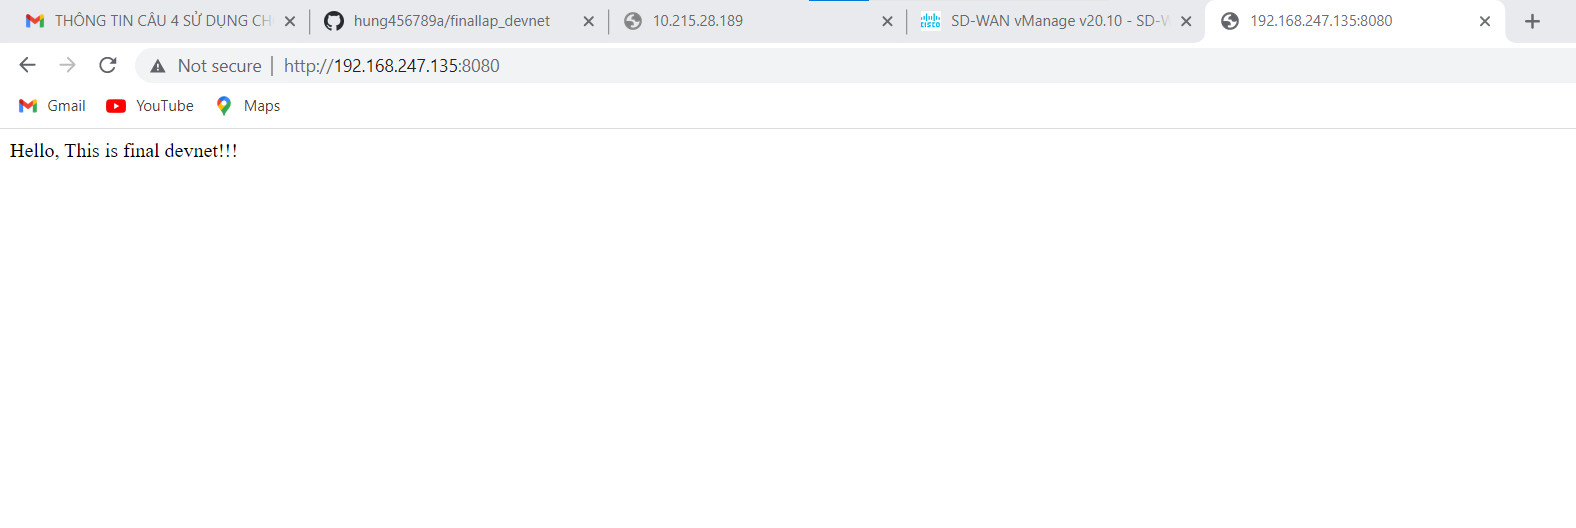 THÔNG TIN CÂU 4 SỬ DỤNG CH
hung456789a/finallap_devnet
10.215.28.189
CISCO
SD-WAN vManage v20.10 - SD-W
192.168.247.135:8080
Not secure
http://192.168.247.135:8080
Gmail
YouTube
Maps
Hello, This is final devnet!!!